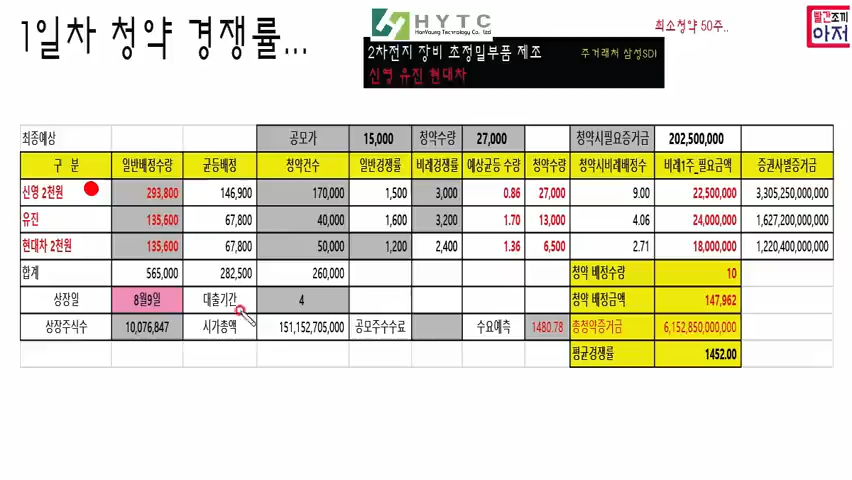 1일차 청약 경쟁률...
HYTC
HanYoung Technology Co., ltd
최소청약 50주..
빨간조끼
아저
2차전지 장비 초정밀부품 제조 주거래처 삼성SDI
신영 유진 현대차
최종예상 공모가 15,000 청약수량 27,000 청약시필요증거금 202,500,000
구 분 일반배정수량 균등배정 청약건수 일반경쟁률 비례경쟁률 예상균등 수량 청약수량 청약시비례배정수 비례1주_필요금액 증권사별증거금
신영 2천원 293,800 146,900 170,000 1,500 3,000 0.86 27,000 9.00 22,500,000 3,305,250,000,000
유진 135,600 67,800 40,000 1,600 3,200 1.70 13,000 4.06 24,000,000 1,627,200,000,000
현대차 2천원 135,600 67,800 50,000 1,200 2,400 1.36 6,500 2.71 18,000,000 1,220,400,000,000
합계 565,000 282,500 260,000 청약 배정수량 10
상장일 8월9일 대출기간 4 청약 배정금액 147,962
상장주식수 10,076,847 시가총액 151,152,705,000 공모주수수료 수요예측 1480.78 총청약증거금 6,152,850,000,000
평균경쟁률 1452.00